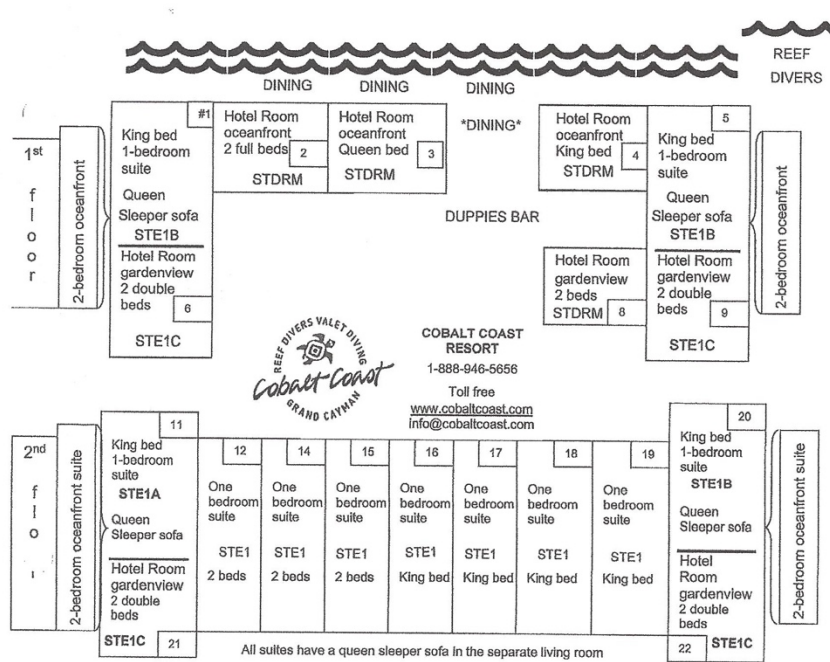 REEF
DIVERS
DINING
DINING
DINING
1st
floor
2-bedroom oceanfront
#1
King bed
1-bedroom
suite
Queen
Sleeper sofa
STE1B
Hotel Room
gardenview
2 double
beds
6
STE1C
Hotel Room
oceanfront
2 full beds
2
STDRM
Hotel Room
oceanfront
Queen bed
3
STDRM
*DINING*
DUPPIES BAR
Hotel Room
oceanfront
King bed
4
STDRM
Hotel Room
gardenview
2 beds
STDRM
8
5
King bed
1-bedroom
suite
Queen
Sleeper sofa
STE1B
Hotel Room
gardenview
2 double
beds
9
STE1C
2-bedroom oceanfront
REEF DIVERS VALET DIVING
Cobalt Coast
GRAND CAYMAN
COBALT COAST
RESORT
1-888-946-5656
Toll free
www.cobaltcoast.com
info@cobaltcoast.com
2nd
flo
2-bedroom oceanfront suite
11
King bed
1-bedroom
suite
STE1A
Queen
Sleeper sofa
Hotel Room
gardenview
2 double
beds
STE1C
21
12
One
bedroom
suite
STE1
2 beds
14
One
bedroom
suite
STE1
2 beds
15
One
bedroom
suite
STE1
2 beds
16
One
bedroom
suite
STE1
King bed
17
One
bedroom
suite
STE1
King bed
18
One
bedroom
suite
STE1
King bed
19
One
bedroom
suite
STE1
King bed
20
King bed
1-bedroom
suite
STE1B
Queen
Sleeper sofa
Hotel
Room
gardenview
2 double
beds
22
STE1C
2-bedroom oceanfront suite
All suites have a queen sleeper sofa in the separate living room